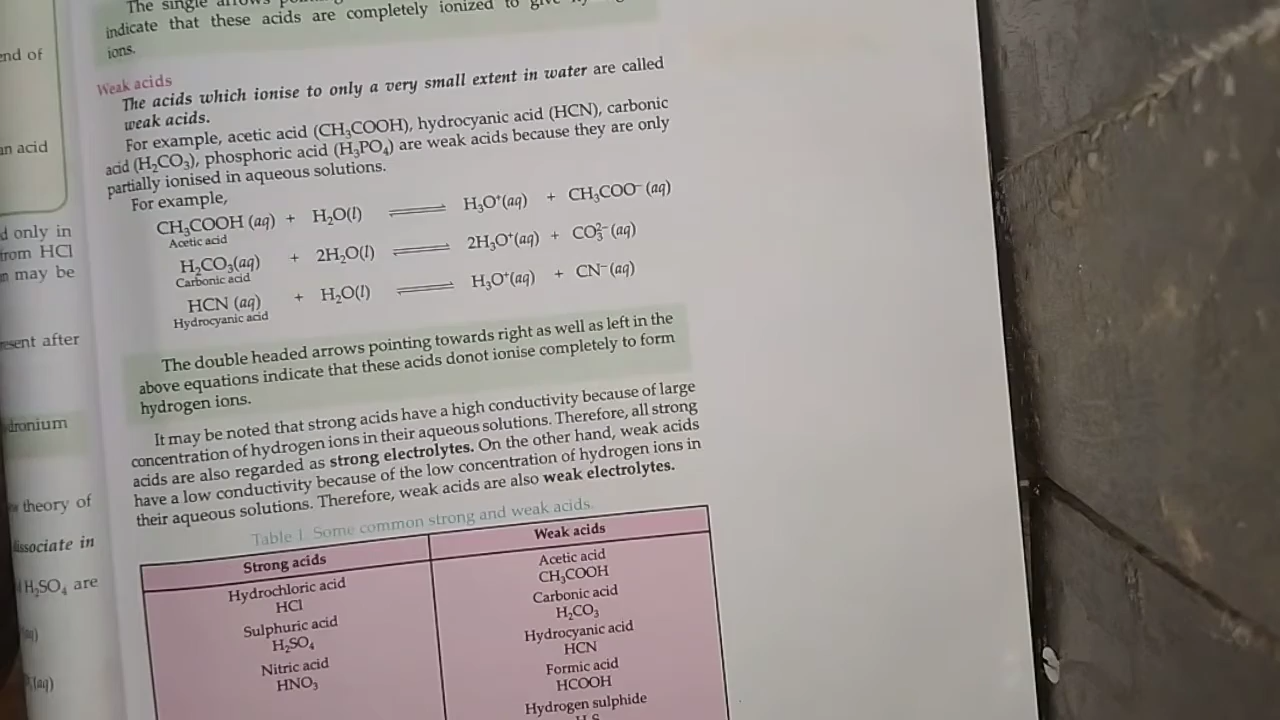 The single
indicate that these acids are completely ionized to give
ions.
end of
an acid
d only in
from HCl
may be
esent after
dronium
theory of
issociate in
H₂SO₄ are
(aq)
(aq)
Weak acids
The acids which ionise to only a very small extent in water are called
weak acids.
For example, acetic acid (CH₃COOH), hydrocyanic acid (HCN), carbonic
acid (H₂CO₃), phosphoric acid (H₃PO₄) are weak acids because they are only
partially ionised in aqueous solutions.
For example,
CH₃COOH (aq) + H₂O(l) ⇌ H₃O⁺(aq) + CH₃COO⁻ (aq)
Acetic acid
H₂CO₃(aq) + 2H₂O(l) ⇌ 2H₃O⁺(aq) + CO₃²⁻ (aq)
Carbonic acid
HCN (aq) + H₂O(l) ⇌ H₃O⁺(aq) + CN⁻ (aq)
Hydrocyanic acid
The double headed arrows pointing towards right as well as left in the
above equations indicate that these acids donot ionise completely to form
hydrogen ions.
It may be noted that strong acids have a high conductivity because of large
concentration of hydrogen ions in their aqueous solutions. Therefore, all strong
acids are also regarded as strong electrolytes. On the other hand, weak acids
have a low conductivity because of the low concentration of hydrogen ions in
their aqueous solutions. Therefore, weak acids are also weak electrolytes.
Table 1. Some common strong and weak acids.
Strong acids
Hydrochloric acid
HCl
Sulphuric acid
H₂SO₄
Nitric acid
HNO₃
Weak acids
Acetic acid
CH₃COOH
Carbonic acid
H₂CO₃
Hydrocyanic acid
HCN
Formic acid
HCOOH
Hydrogen sulphide